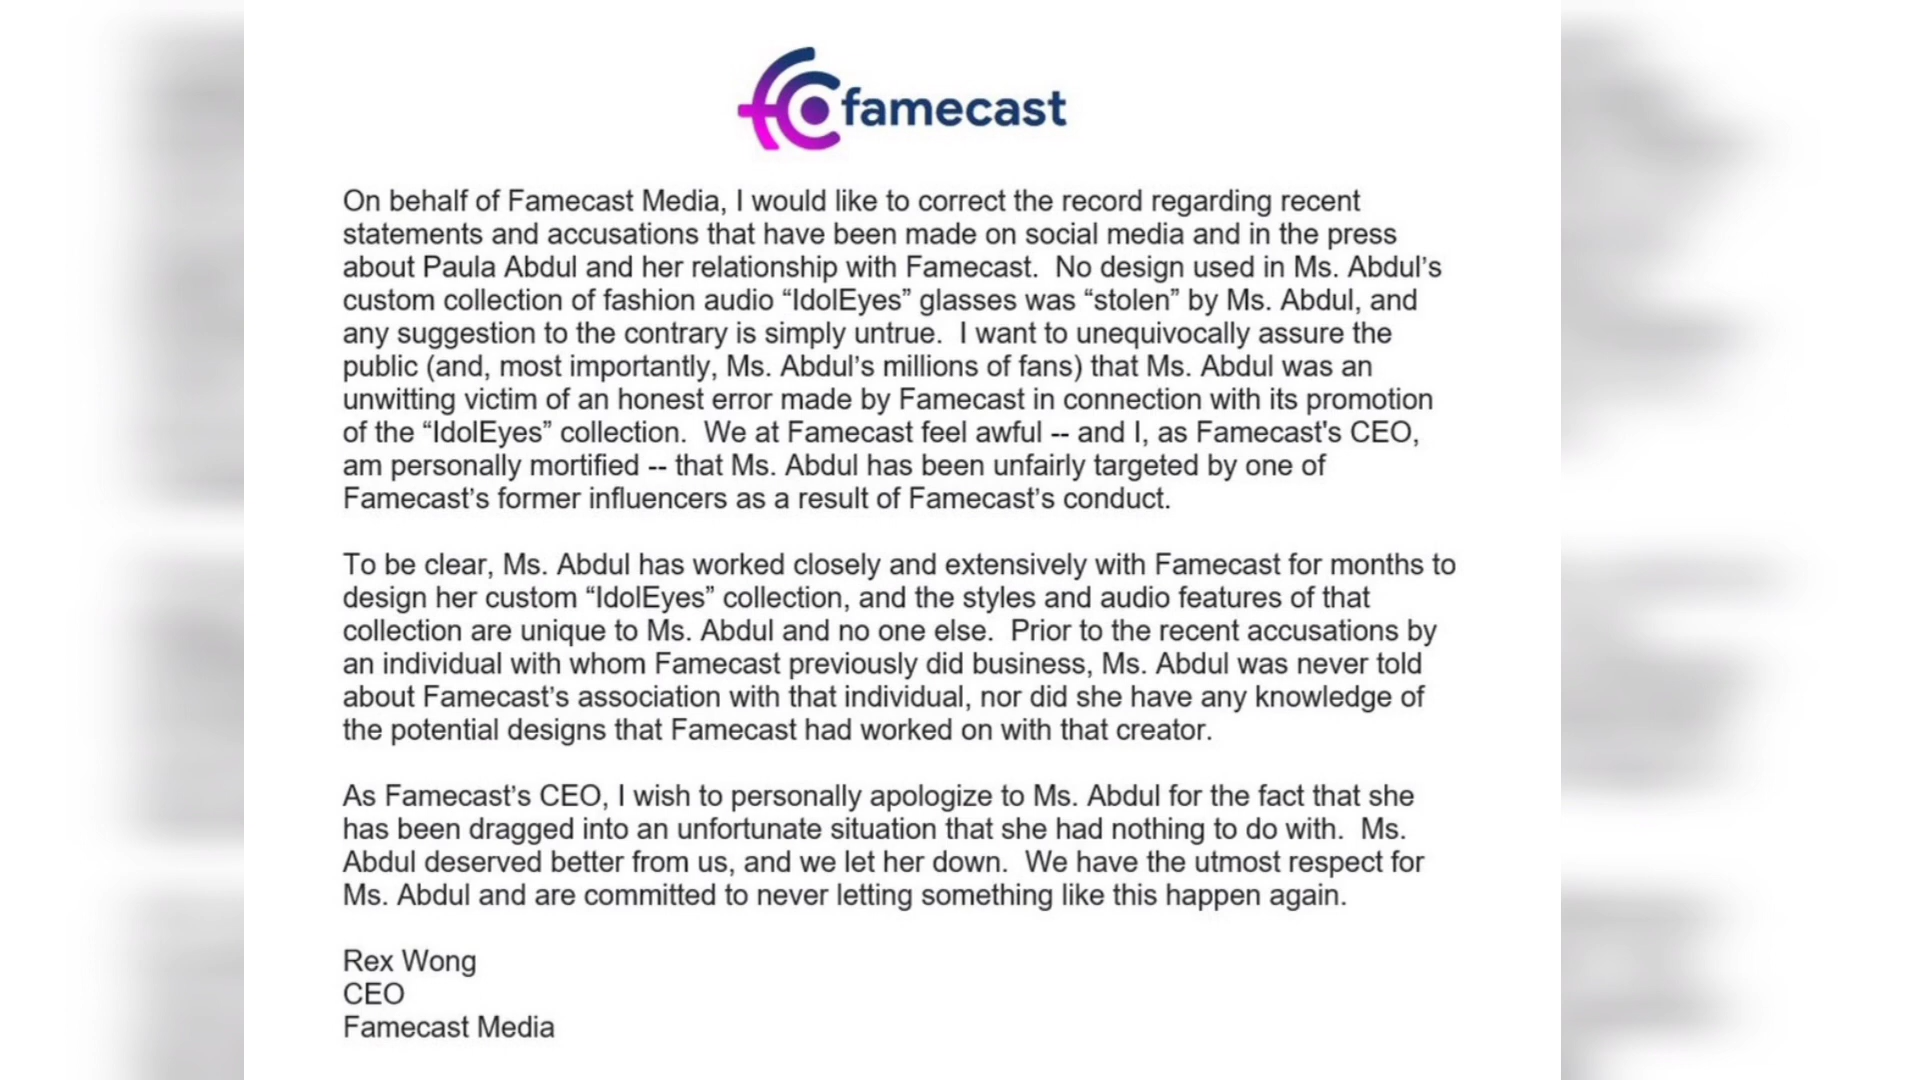 famecast
On behalf of Famecast Media, I would like to correct the record regarding recent
statements and accusations that have been made on social media and in the press
about Paula Abdul and her relationship with Famecast.  No design used in Ms. Abdul’s
custom collection of fashion audio “IdolEyes” glasses was “stolen” by Ms. Abdul, and
any suggestion to the contrary is simply untrue.  I want to unequivocally assure the
public (and, most importantly, Ms. Abdul’s millions of fans) that Ms. Abdul was an
unwitting victim of an honest error made by Famecast in connection with its promotion
of the “IdolEyes” collection.  We at Famecast feel awful -- and I, as Famecast's CEO,
am personally mortified -- that Ms. Abdul has been unfairly targeted by one of
Famecast’s former influencers as a result of Famecast’s conduct.
To be clear, Ms. Abdul has worked closely and extensively with Famecast for months to
design her custom “IdolEyes” collection, and the styles and audio features of that
collection are unique to Ms. Abdul and no one else.  Prior to the recent accusations by
an individual with whom Famecast previously did business, Ms. Abdul was never told
about Famecast’s association with that individual, nor did she have any knowledge of
the potential designs that Famecast had worked on with that creator.
As Famecast’s CEO, I wish to personally apologize to Ms. Abdul for the fact that she
has been dragged into an unfortunate situation that she had nothing to do with.  Ms.
Abdul deserved better from us, and we let her down.  We have the utmost respect for
Ms. Abdul and are committed to never letting something like this happen again.
Rex Wong
CEO
Famecast Media